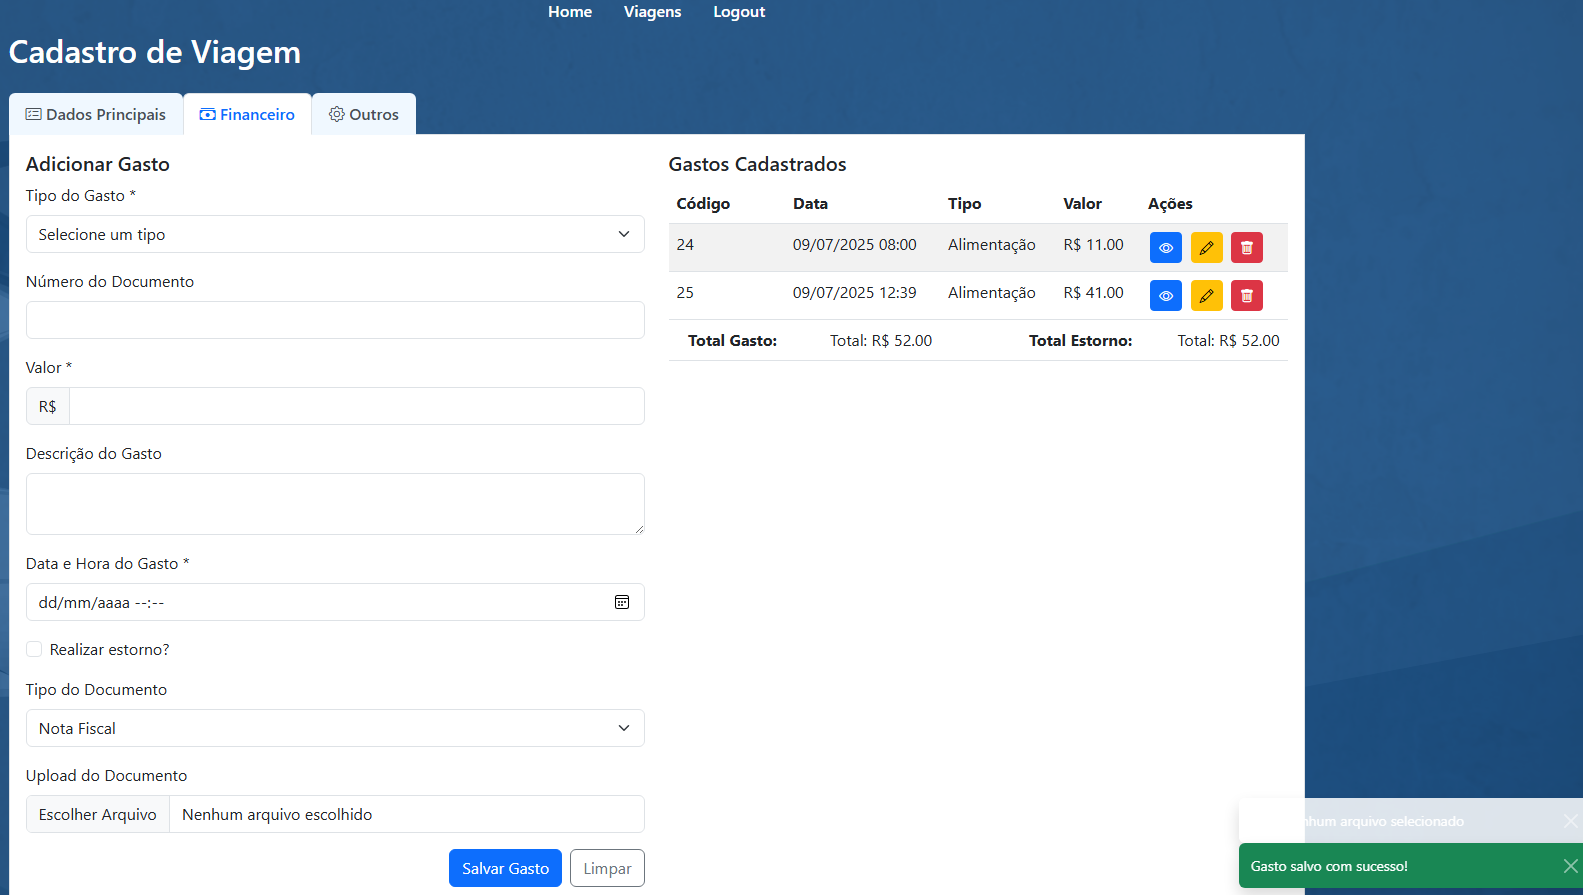 Home Viagens Logout
Cadastro de Viagem
Dados Principais Financeiro Outros
Adicionar Gasto
Tipo do Gasto *
Selecione um tipo
Número do Documento
Valor *
R$
Descrição do Gasto
Data e Hora do Gasto *
dd/mm/aaaa --:--
Realizar estorno?
Tipo do Documento
Nota Fiscal
Upload do Documento
Escolher Arquivo Nenhum arquivo escolhido
Salvar Gasto Limpar
Gastos Cadastrados
Código Data Tipo Valor Ações
24 09/07/2025 08:00 Alimentação R$ 11.00
25 09/07/2025 12:39 Alimentação R$ 41.00
Total Gasto: Total: R$ 52.00 Total Estorno: Total: R$ 52.00
arquivo selecionado
Gasto salvo com sucesso!